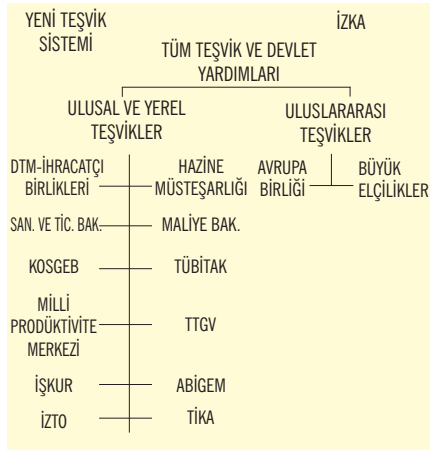 YENİ TEŞVİK
SİSTEMİ
İZKA
TÜM TEŞVİK VE DEVLET
YARDIMLARI
ULUSAL VE YEREL
TEŞVİKLER
ULUSLARARASI
TEŞVİKLER
DTM-İHRACATÇI
BİRLİKLERİ
HAZİNE
MÜSTEŞARLIĞI
AVRUPA
BİRLİĞİ
BÜYÜK
ELÇİLİKLER
SAN. VE TİC. BAK.
MALİYE BAK.
KOSGEB
TÜBİTAK
MİLLİ
PRODÜKTİVİTE
MERKEZİ
TTGV
İŞKUR
ABİGEM
İZTO
TİKA